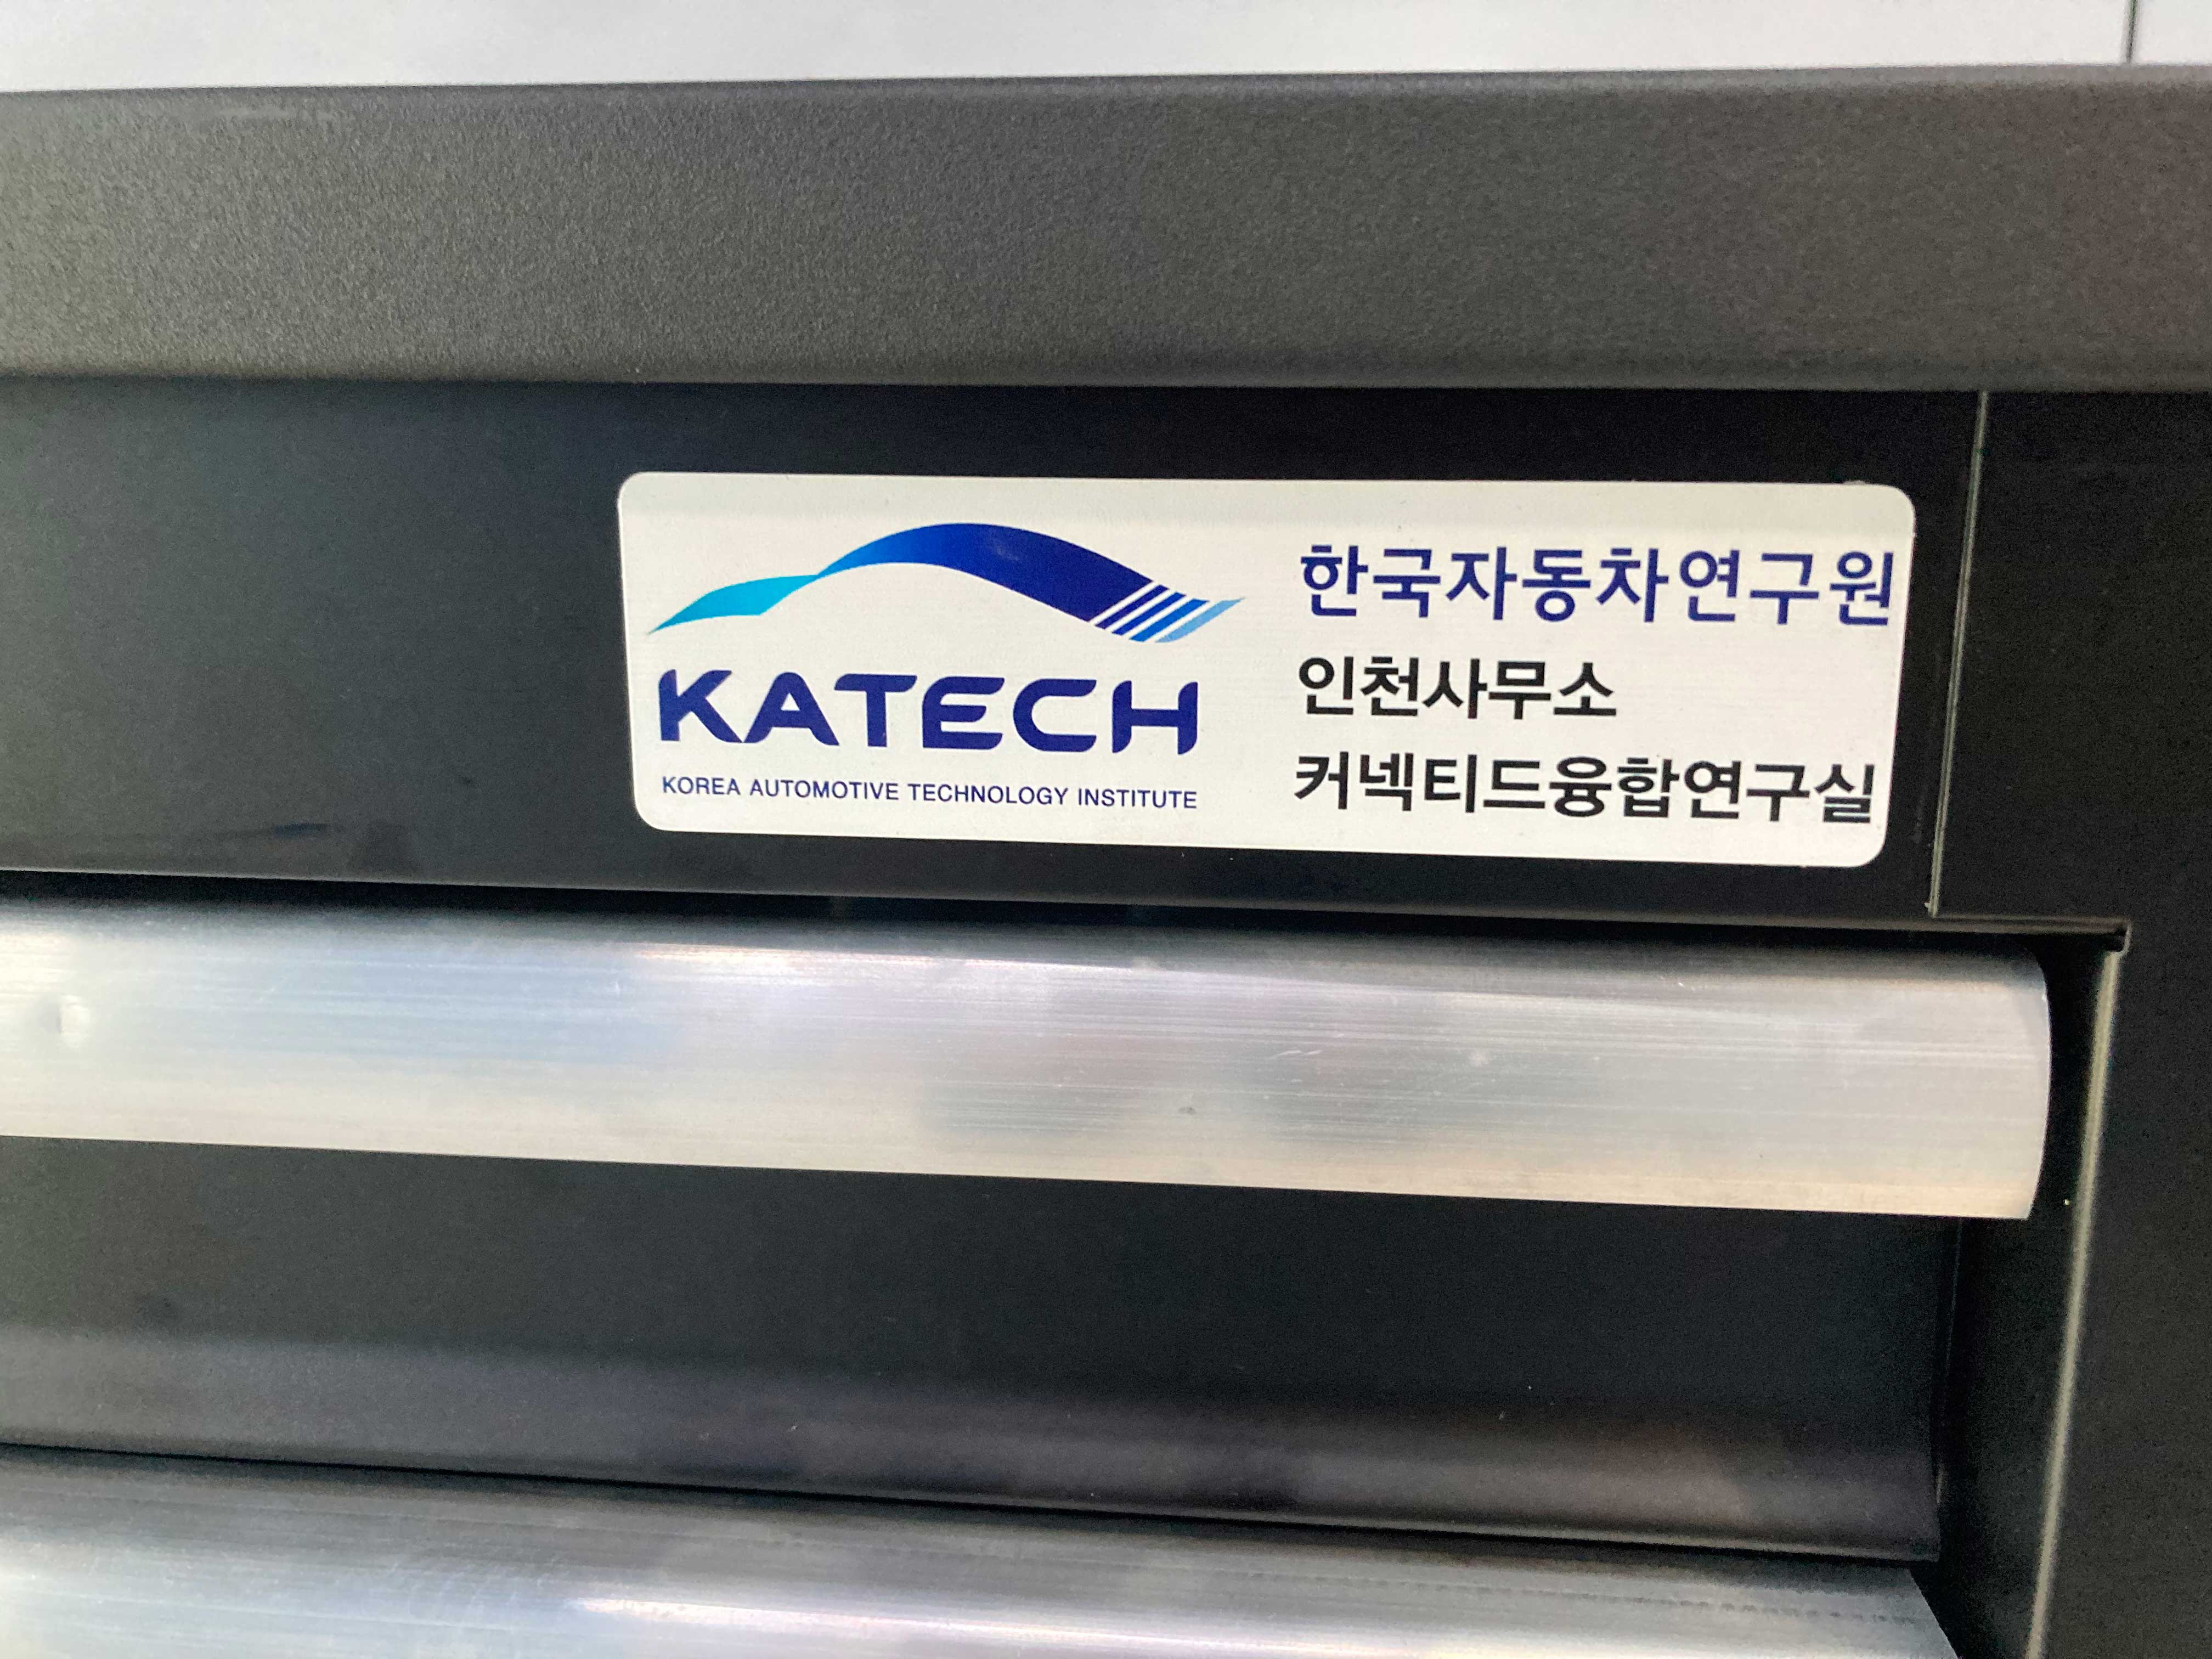 KATECH
KOREA AUTOMOTIVE TECHNOLOGY INSTITUTE
한국자동차연구원
인천사무소
커넥티드융합연구실